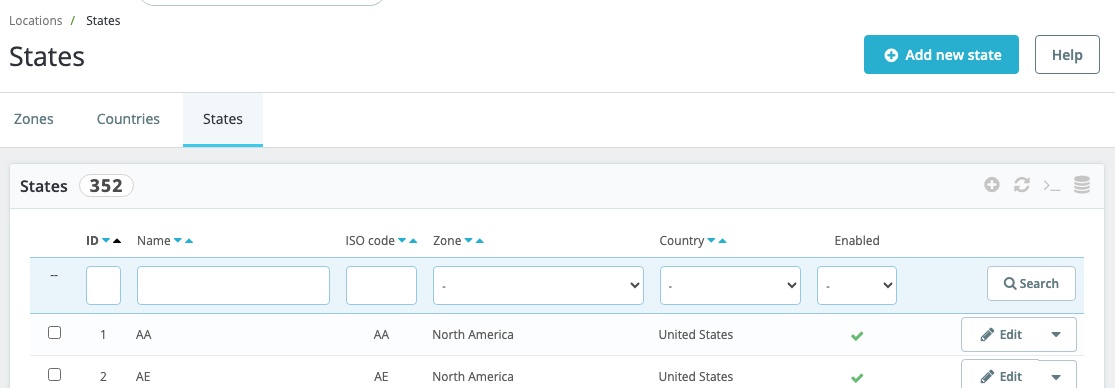 Locations / States
States
Add new state
Help
Zones
Countries
States
States 352
ID Name ISO code Zone Country Enabled
-- - - - Search
1 AA AA North America United States Edit
2 AE AE North America United States Edit